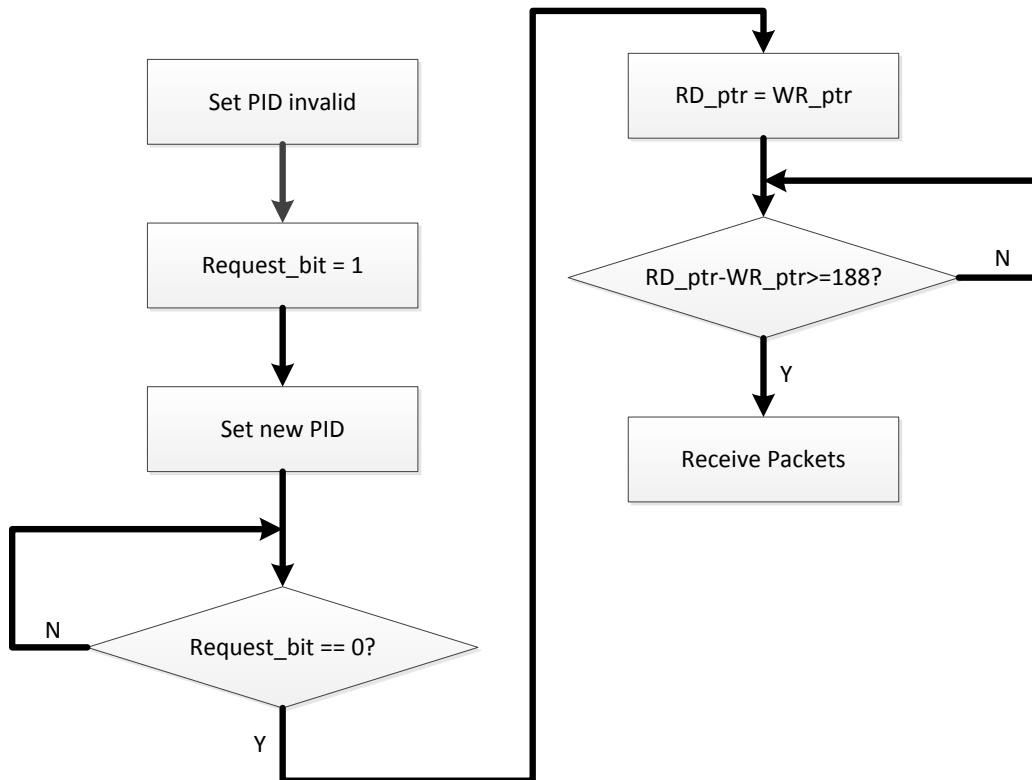 Set PID invalid
Request_bit = 1
Set new PID
Request_bit == 0?
N
Y
RD_ptr = WR_ptr
RD_ptr-WR_ptr>=188?
N
Y
Receive Packets